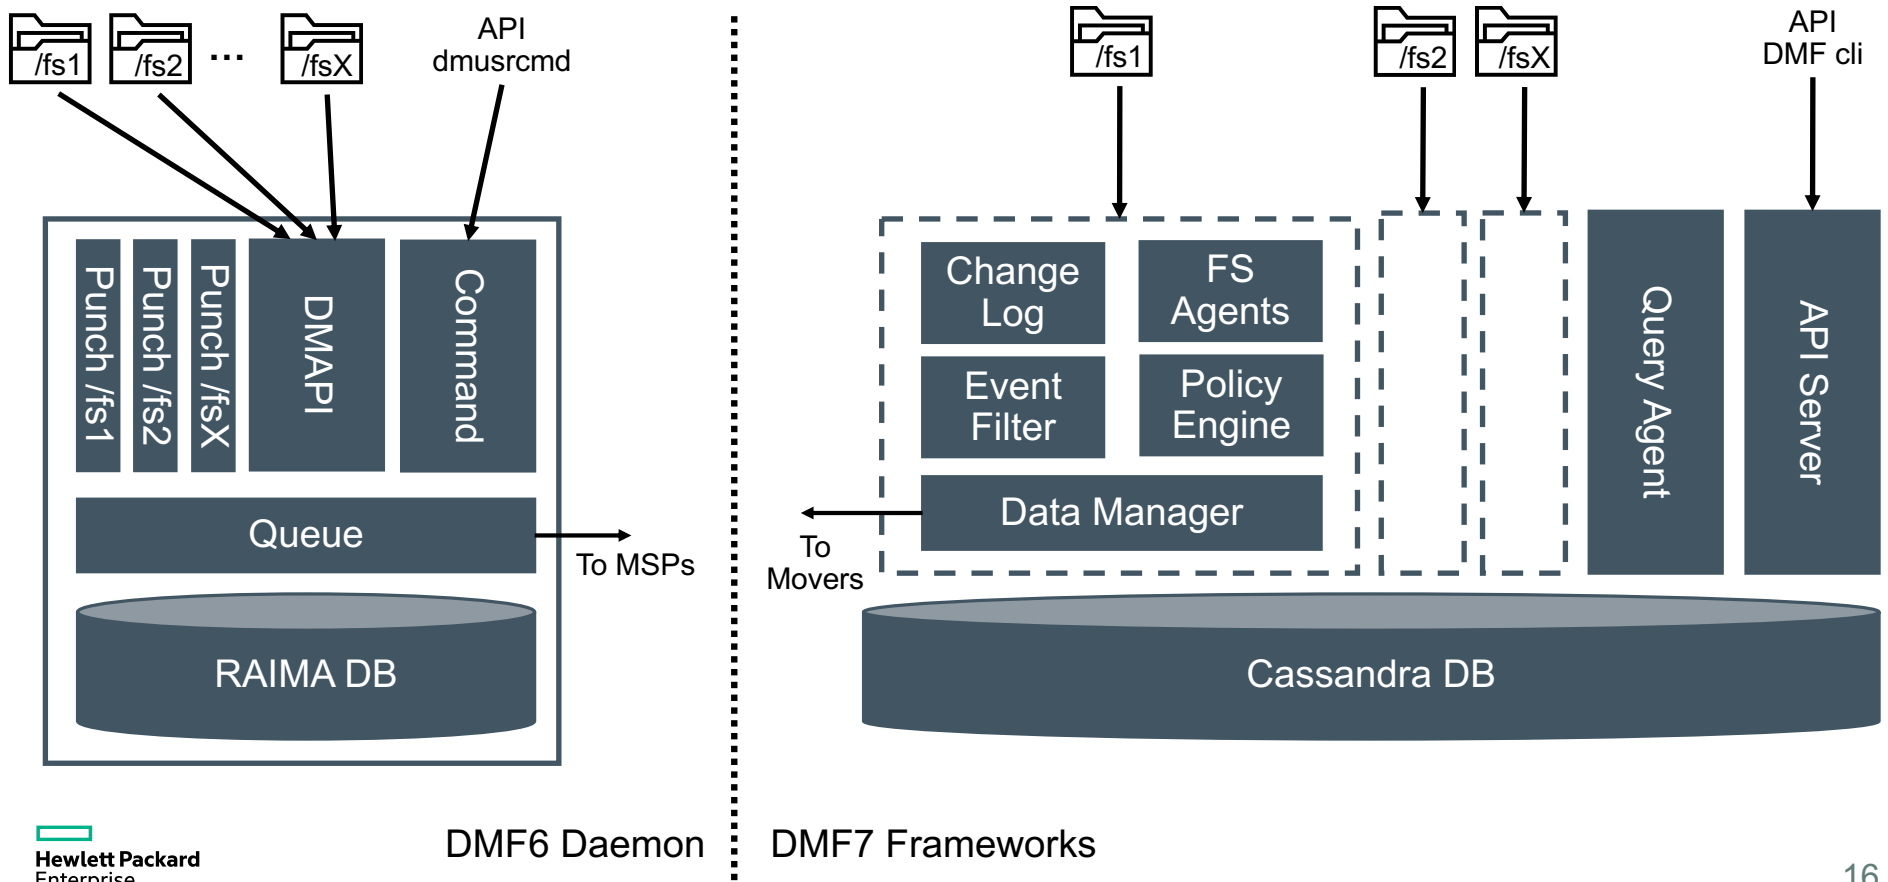 /fs1
/fs2
...
/fsX
API
dmusrcmd
Punch /fs1
Punch /fs2
Punch /fsX
DMAPI
Command
Queue
To MSPs
RAIMA DB
DMF6 Daemon
/fs1
/fs2
/fsX
API
DMF cli
Change
Log
FS
Agents
Event
Filter
Policy
Engine
Data Manager
To
Movers
Query Agent
API Server
Cassandra DB
DMF7 Frameworks
Hewlett Packard
Enterprise
16